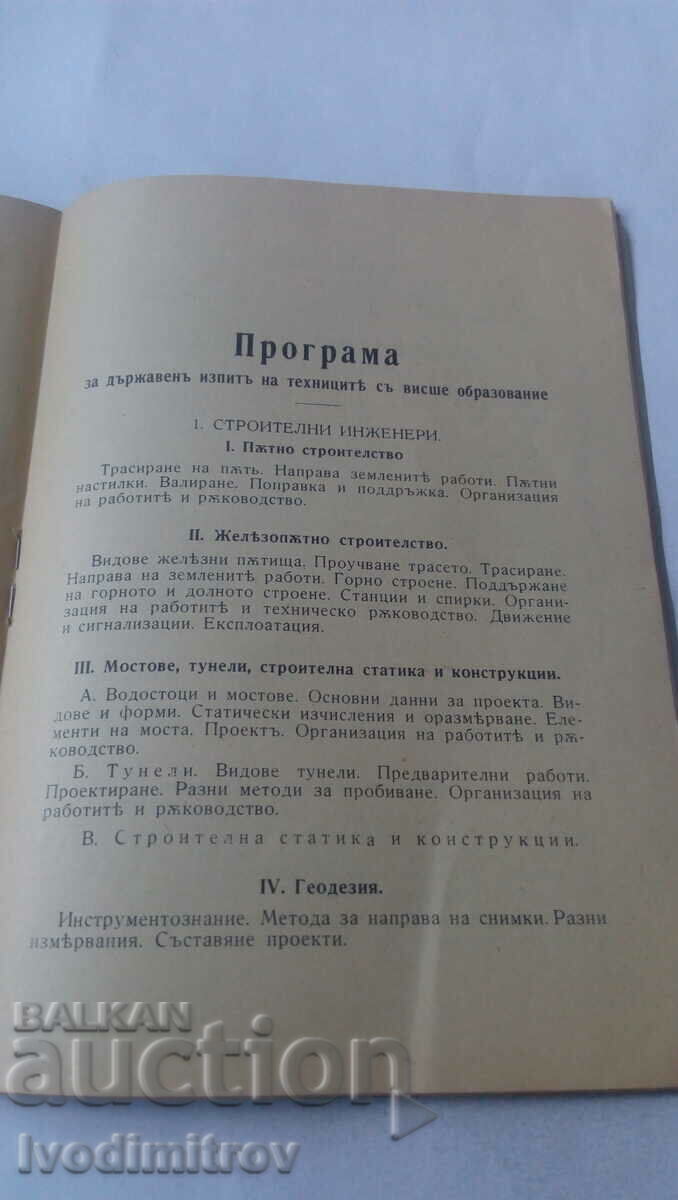 Програма
за държавенъ изпитъ на техницитѣ съ висше образование
1. СТРОИТЕЛНИ ИНЖЕНЕРИ.
I. Пѫтно строителство
Трасиране на пѫть. Направа землениѣ работи. Пѫтни
настилки. Валиране. Поправка и поддръжка. Организация
на работитѣ и рѫководство.
II. Желѣзопѫтно строителство.
Видове желѣзни пѫтища. Проучване трасето. Трасиране.
Направа на земленитѣ работи. Горно строене. Поддържане
на горното и долното строене. Станции и спирки. Органи-
зация на работитѣ и техническо рѫководство. Движение
и сигнализации. Експлоатация.
III. Мостове, тунели, строителна статика и конструкции.
А. Водостоци и мостове. Основни данни за проекта. Ви-
дове и форми. Статически изчисления и оразмѣрване. Еле-
менти на моста. Проектъ. Организация на работитѣ и рѫ-
ководство.
Б. Тунели. Видове тунели. Предварителни работи.
Проектиране. Разни методи за пробиване. Организация на
работитѣ и рѫководство.
В. Строителна статика и конструкции.
IV. Геодезия.
Инструментознание. Метода за направа на снимки. Разни
измѣрвания. Съставяне проекти.
BALKAN
auction
Ivodimitrov